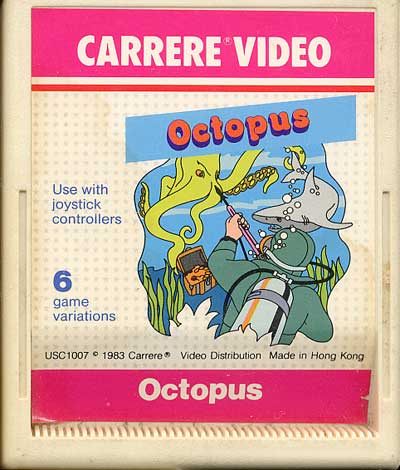 CARRERE® VIDEO
Octopus
Use with
joystick
controllers
6
game
variations
USC1007 © 1983 Carrere® Video Distribution Made in Hong Kong
Octopus